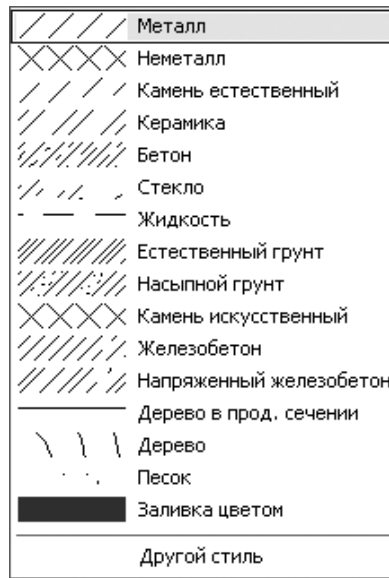 Металл
Неметалл
Камень естественный
Керамика
Бетон
Стекло
Жидкость
Естественный грунт
Насыпной грунт
Камень искусственный
Железобетон
Напряженный железобетон
Дерево в прод. сечении
Дерево
Песок
Заливка цветом
Другой стиль